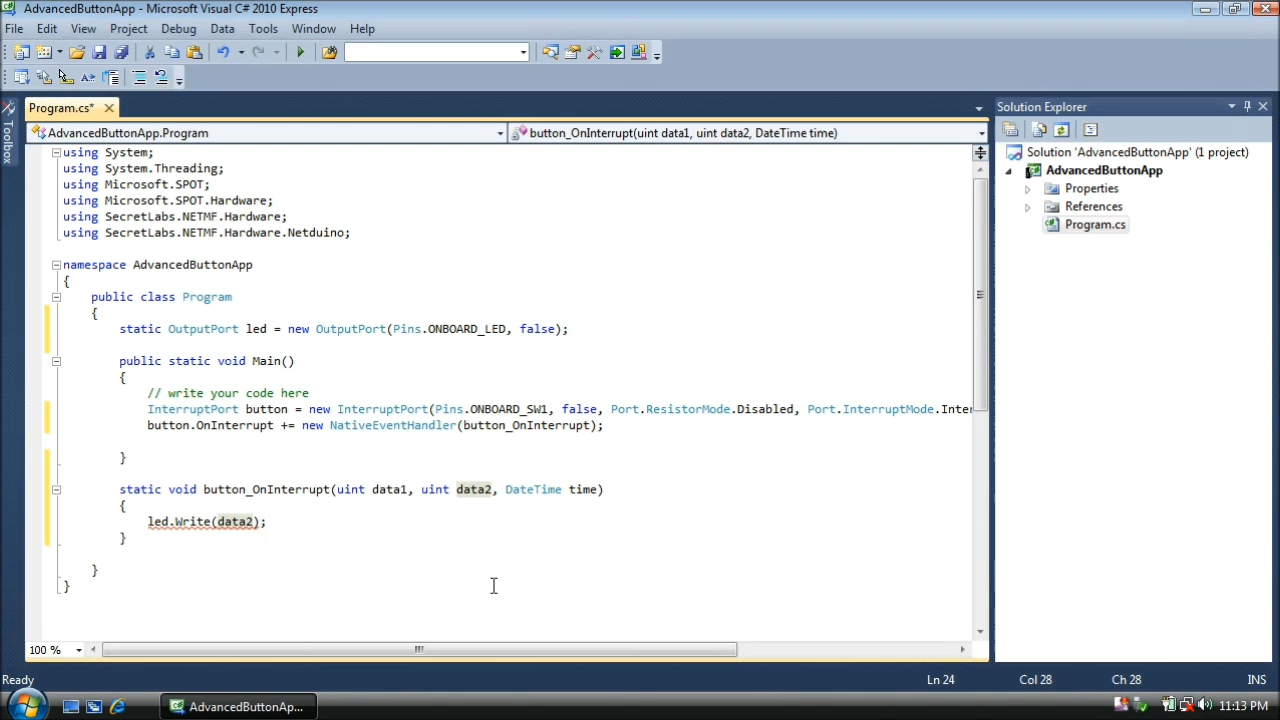 AdvancedButtonApp - Microsoft Visual C# 2010 Express
File Edit View Project Debug Data Tools Window Help
Program.cs*
Solution Explorer
Toolbox
AdvancedButtonApp.Program
button_OnInterrupt(uint data1, uint data2, DateTime time)
using System;
using System.Threading;
using Microsoft.SPOT;
using Microsoft.SPOT.Hardware;
using SecretLabs.NETMF.Hardware;
using SecretLabs.NETMF.Hardware.Netduino;
namespace AdvancedButtonApp
{
public class Program
{
static OutputPort led = new OutputPort(Pins.ONBOARD_LED, false);
public static void Main()
{
// write your code here
InterruptPort button = new InterruptPort(Pins.ONBOARD_SW1, false, Port.ResistorMode.Disabled, Port.InterruptMode.Inter
button.OnInterrupt += new NativeEventHandler(button_OnInterrupt);
}
static void button_OnInterrupt(uint data1, uint data2, DateTime time)
{
led.Write(data2);
}
}
}
Solution 'AdvancedButtonApp' (1 project)
AdvancedButtonApp
Properties
References
Program.cs
100 %
Ready
Ln 24
Col 28
Ch 28
INS
AdvancedButtonAp...
11:13 PM